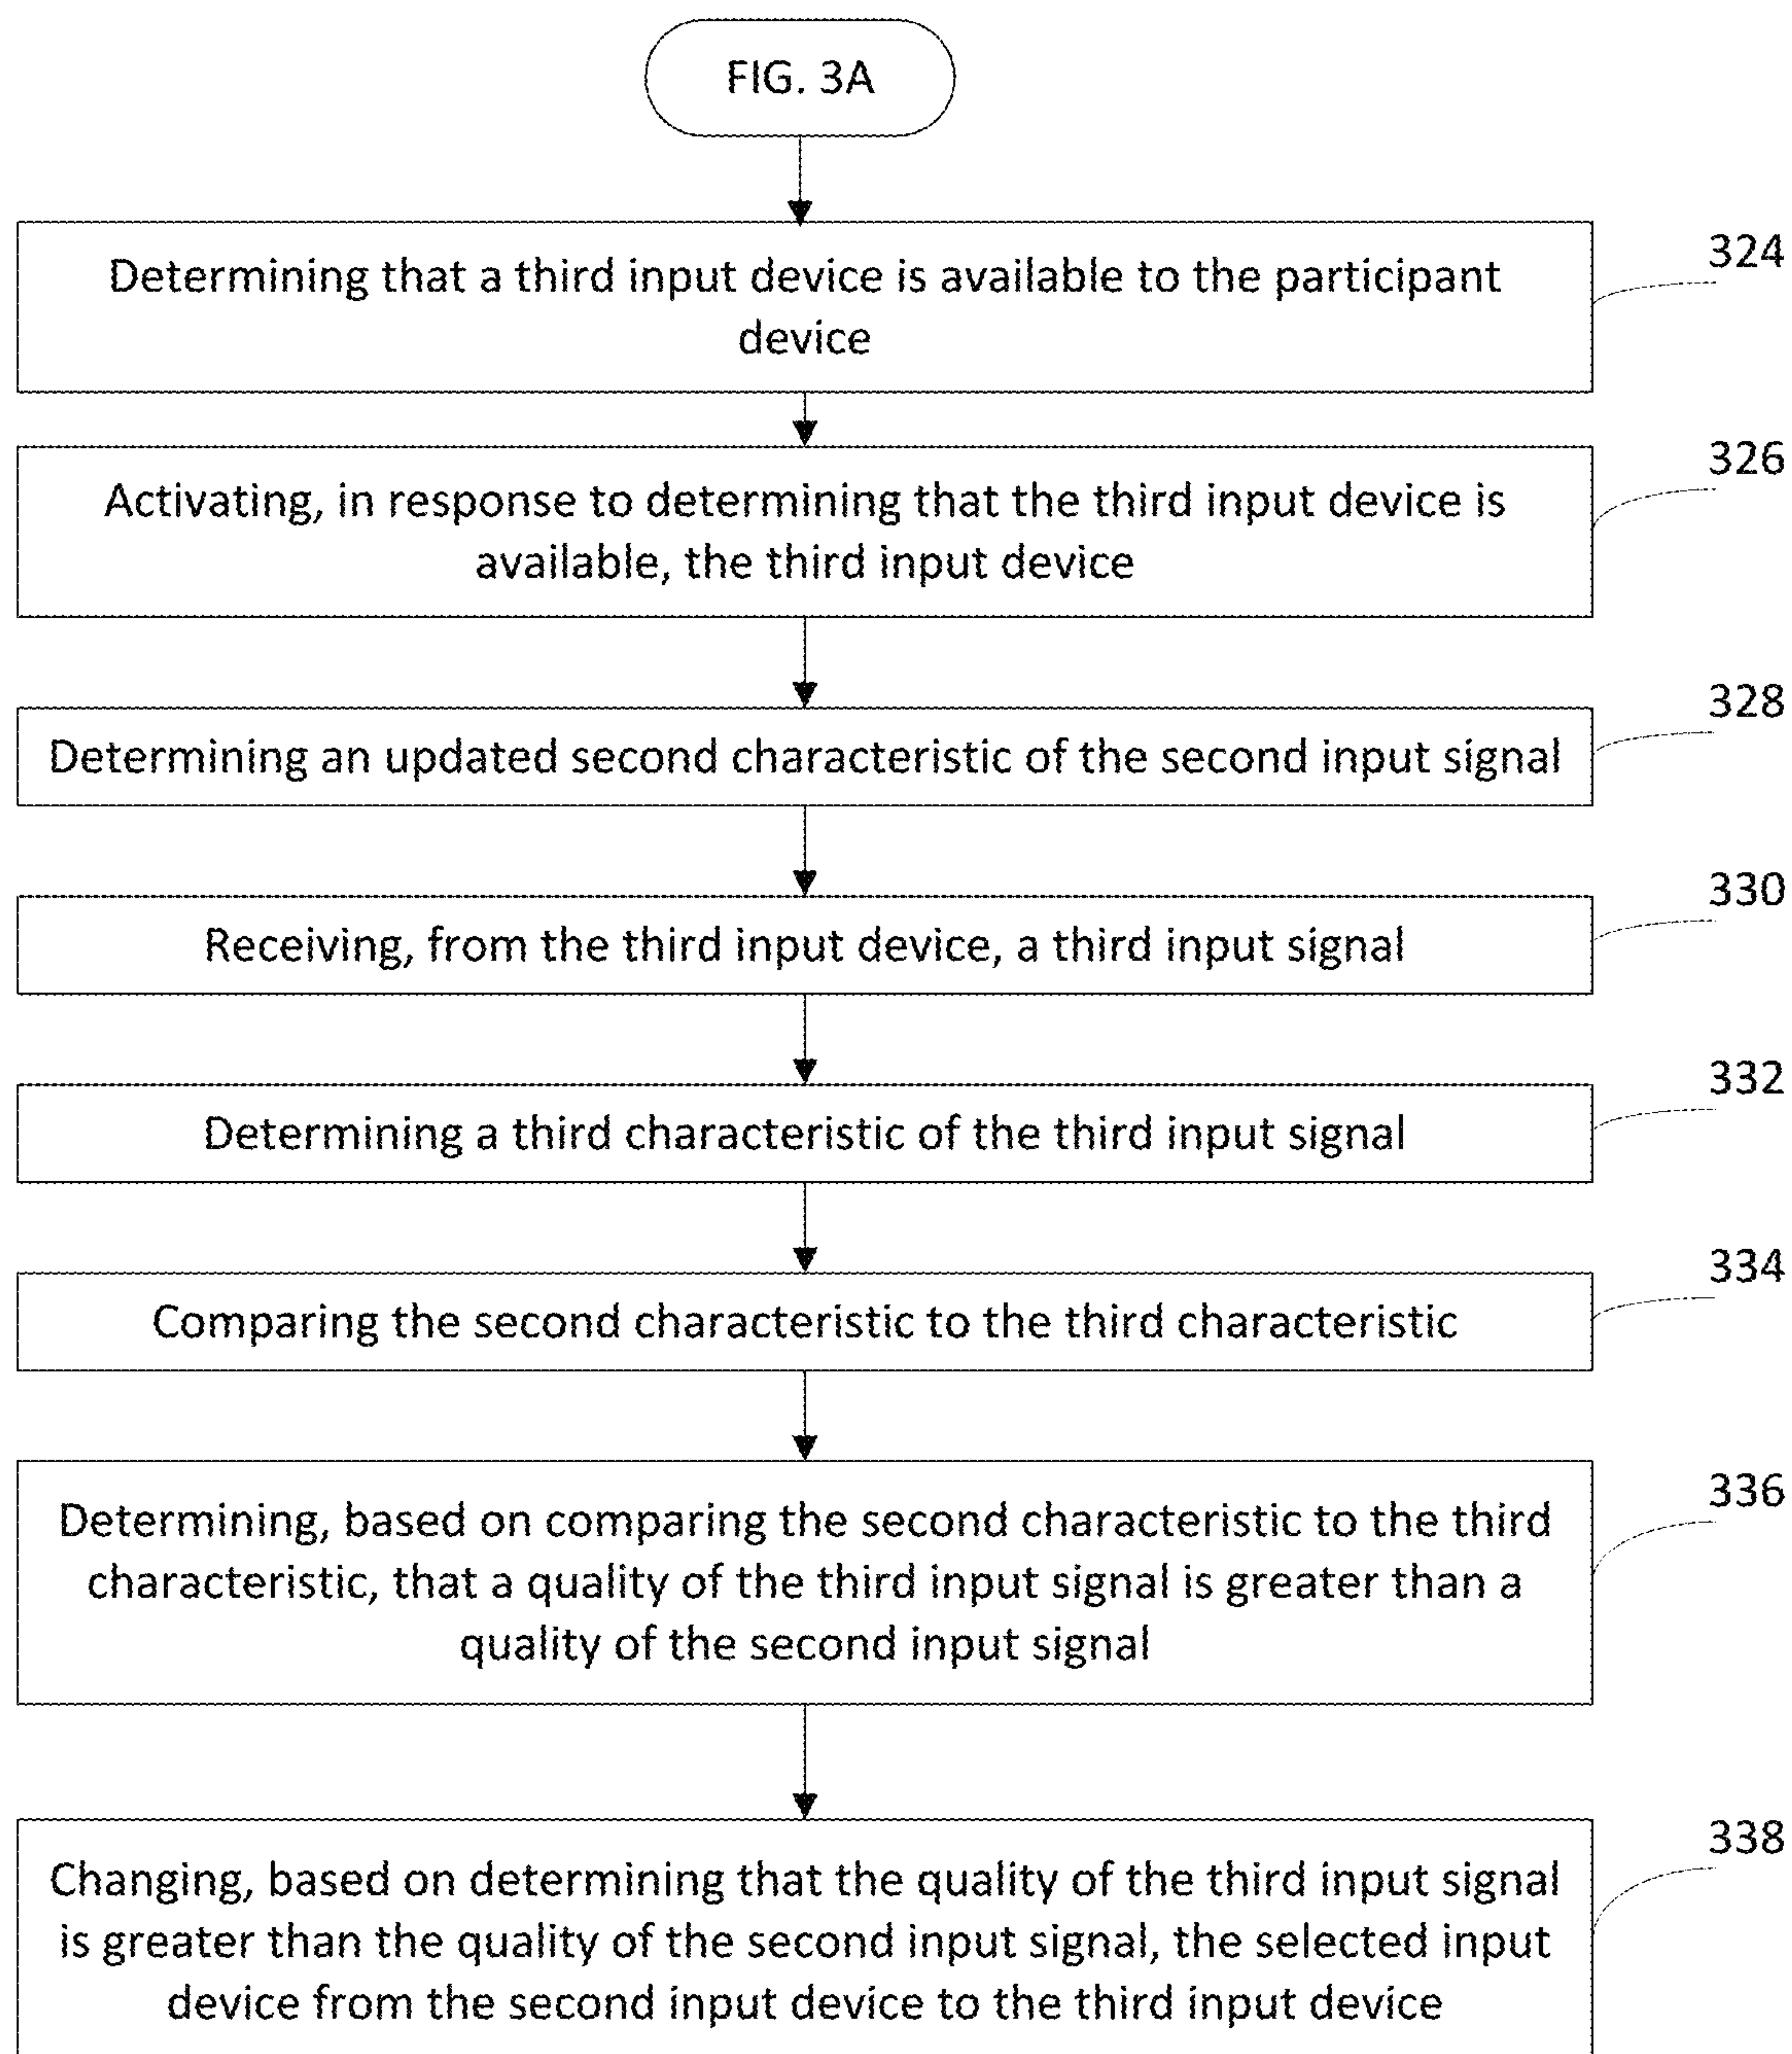 FIG. 3A
324
Determining that a third input device is available to the participant
device
326
Activating, in response to determining that the third input device is
available, the third input device
328
Determining an updated second characteristic of the second input signal
330
Receiving, from the third input device, a third input signal
332
Determining a third characteristic of the third input signal
334
Comparing the second characteristic to the third characteristic
336
Determining, based on comparing the second characteristic to the third
characteristic, that a quality of the third input signal is greater than a
quality of the second input signal
338
Changing, based on determining that the quality of the third input signal
is greater than the quality of the second input signal, the selected input
device from the second input device to the third input device